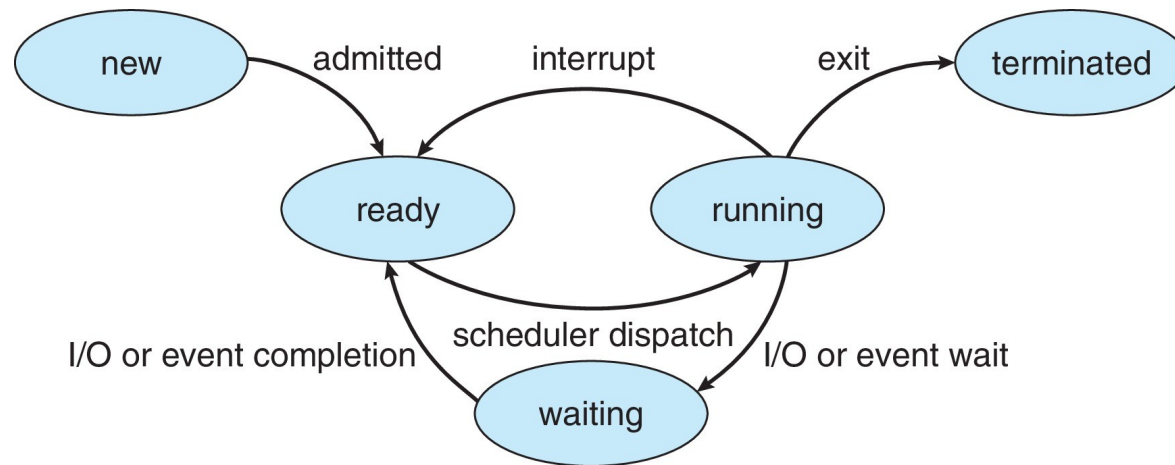 new
admitted
interrupt
exit
terminated
ready
running
I/O or event completion
scheduler dispatch
I/O or event wait
waiting